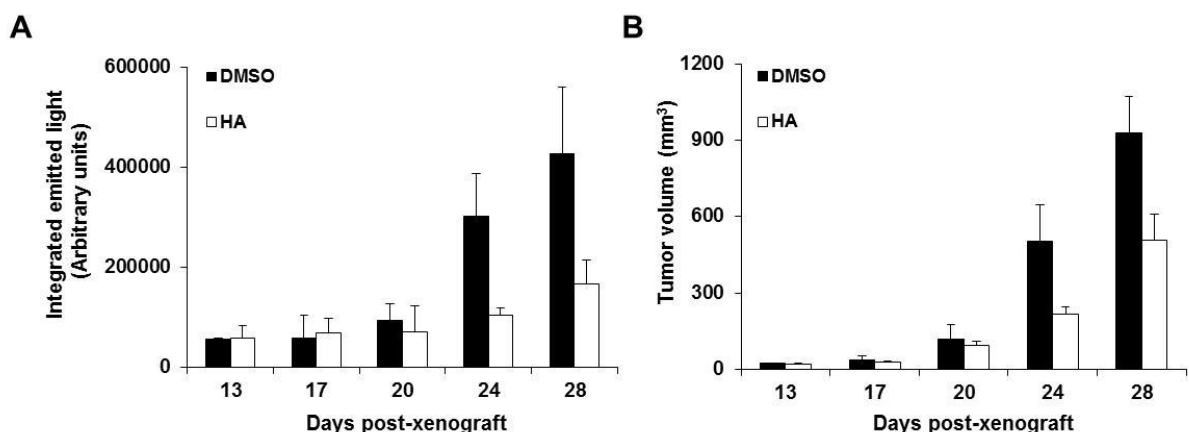 A
Integrated emitted light
(Arbitrary units)
600000
400000
200000
0
DMSO
HA
13 17 20 24 28
Days post-xenograft
B
Tumor volume (mm³)
1200
900
600
300
0
DMSO
HA
13 17 20 24 28
Days post-xenograft